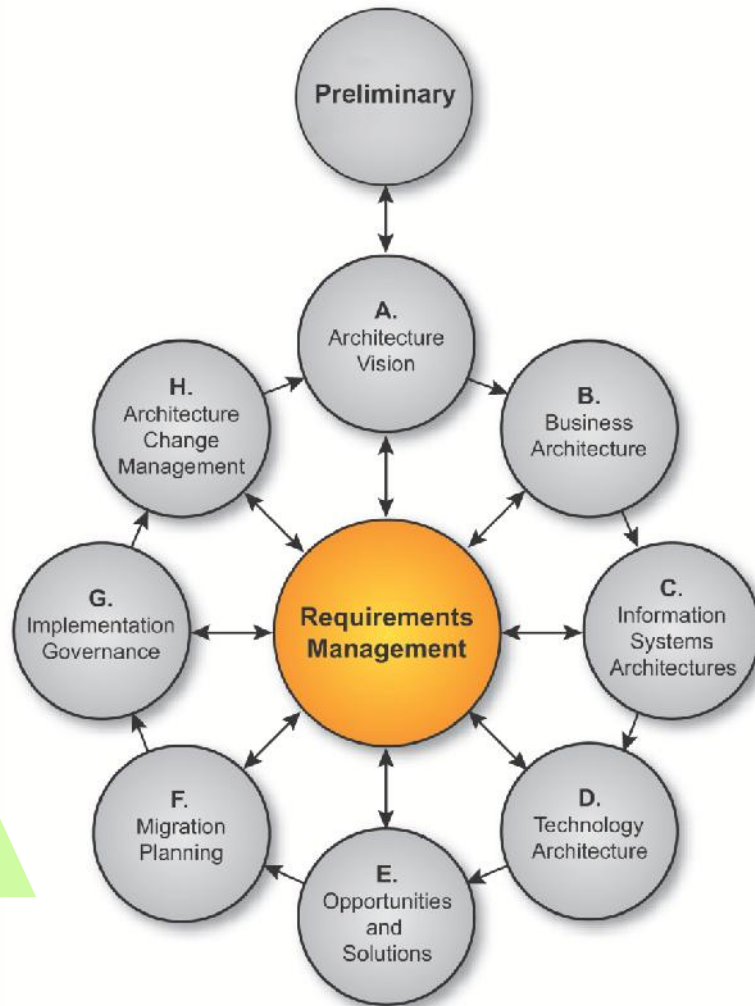 Preliminary
A.
Architecture
Vision
B.
Business
Architecture
C.
Information
Systems
Architectures
D.
Technology
Architecture
E.
Opportunities
and
Solutions
F.
Migration
Planning
G.
Implementation
Governance
H.
Architecture
Change
Management
Requirements
Management